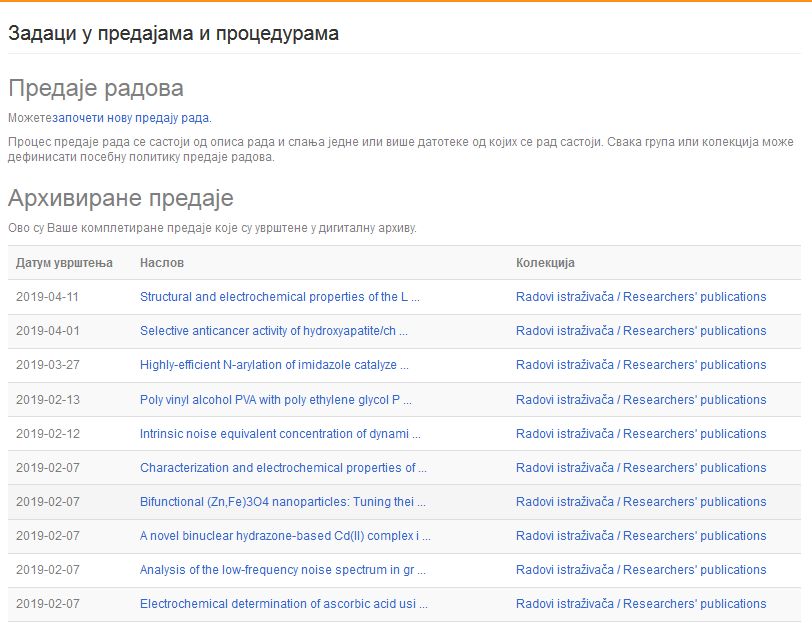 Задаци у предајама и процедурама
Предаје радова
Можетезапочети нову предају рада.
Процес предаје рада се састоји од описа рада и слања једне или више датотеке од којих се рад састоји. Свака група или колекција може
дефинисати посебну политику предаје радова.
Архивиране предаје
Ово су Ваше комплетиране предаје које су уврштене у дигиталну архиву.
Датум уврштења Наслов Колекција
2019-04-11 Structural and electrochemical properties of the L ... Radovi istraživača / Researchers' publications
2019-04-01 Selective anticancer activity of hydroxyapatite/ch ... Radovi istraživača / Researchers' publications
2019-03-27 Highly-efficient N-arylation of imidazole catalyze ... Radovi istraživača / Researchers' publications
2019-02-13 Poly vinyl alcohol PVA with poly ethylene glycol P ... Radovi istraživača / Researchers' publications
2019-02-12 Intrinsic noise equivalent concentration of dynami ... Radovi istraživača / Researchers' publications
2019-02-07 Characterization and electrochemical properties of ... Radovi istraživača / Researchers' publications
2019-02-07 Bifunctional (Zn,Fe)3O4 nanoparticles: Tuning thei ... Radovi istraživača / Researchers' publications
2019-02-07 A novel binuclear hydrazone-based Cd(II) complex i ... Radovi istraživača / Researchers' publications
2019-02-07 Analysis of the low-frequency noise spectrum in gr ... Radovi istraživača / Researchers' publications
2019-02-07 Electrochemical determination of ascorbic acid usi ... Radovi istraživača / Researchers' publications